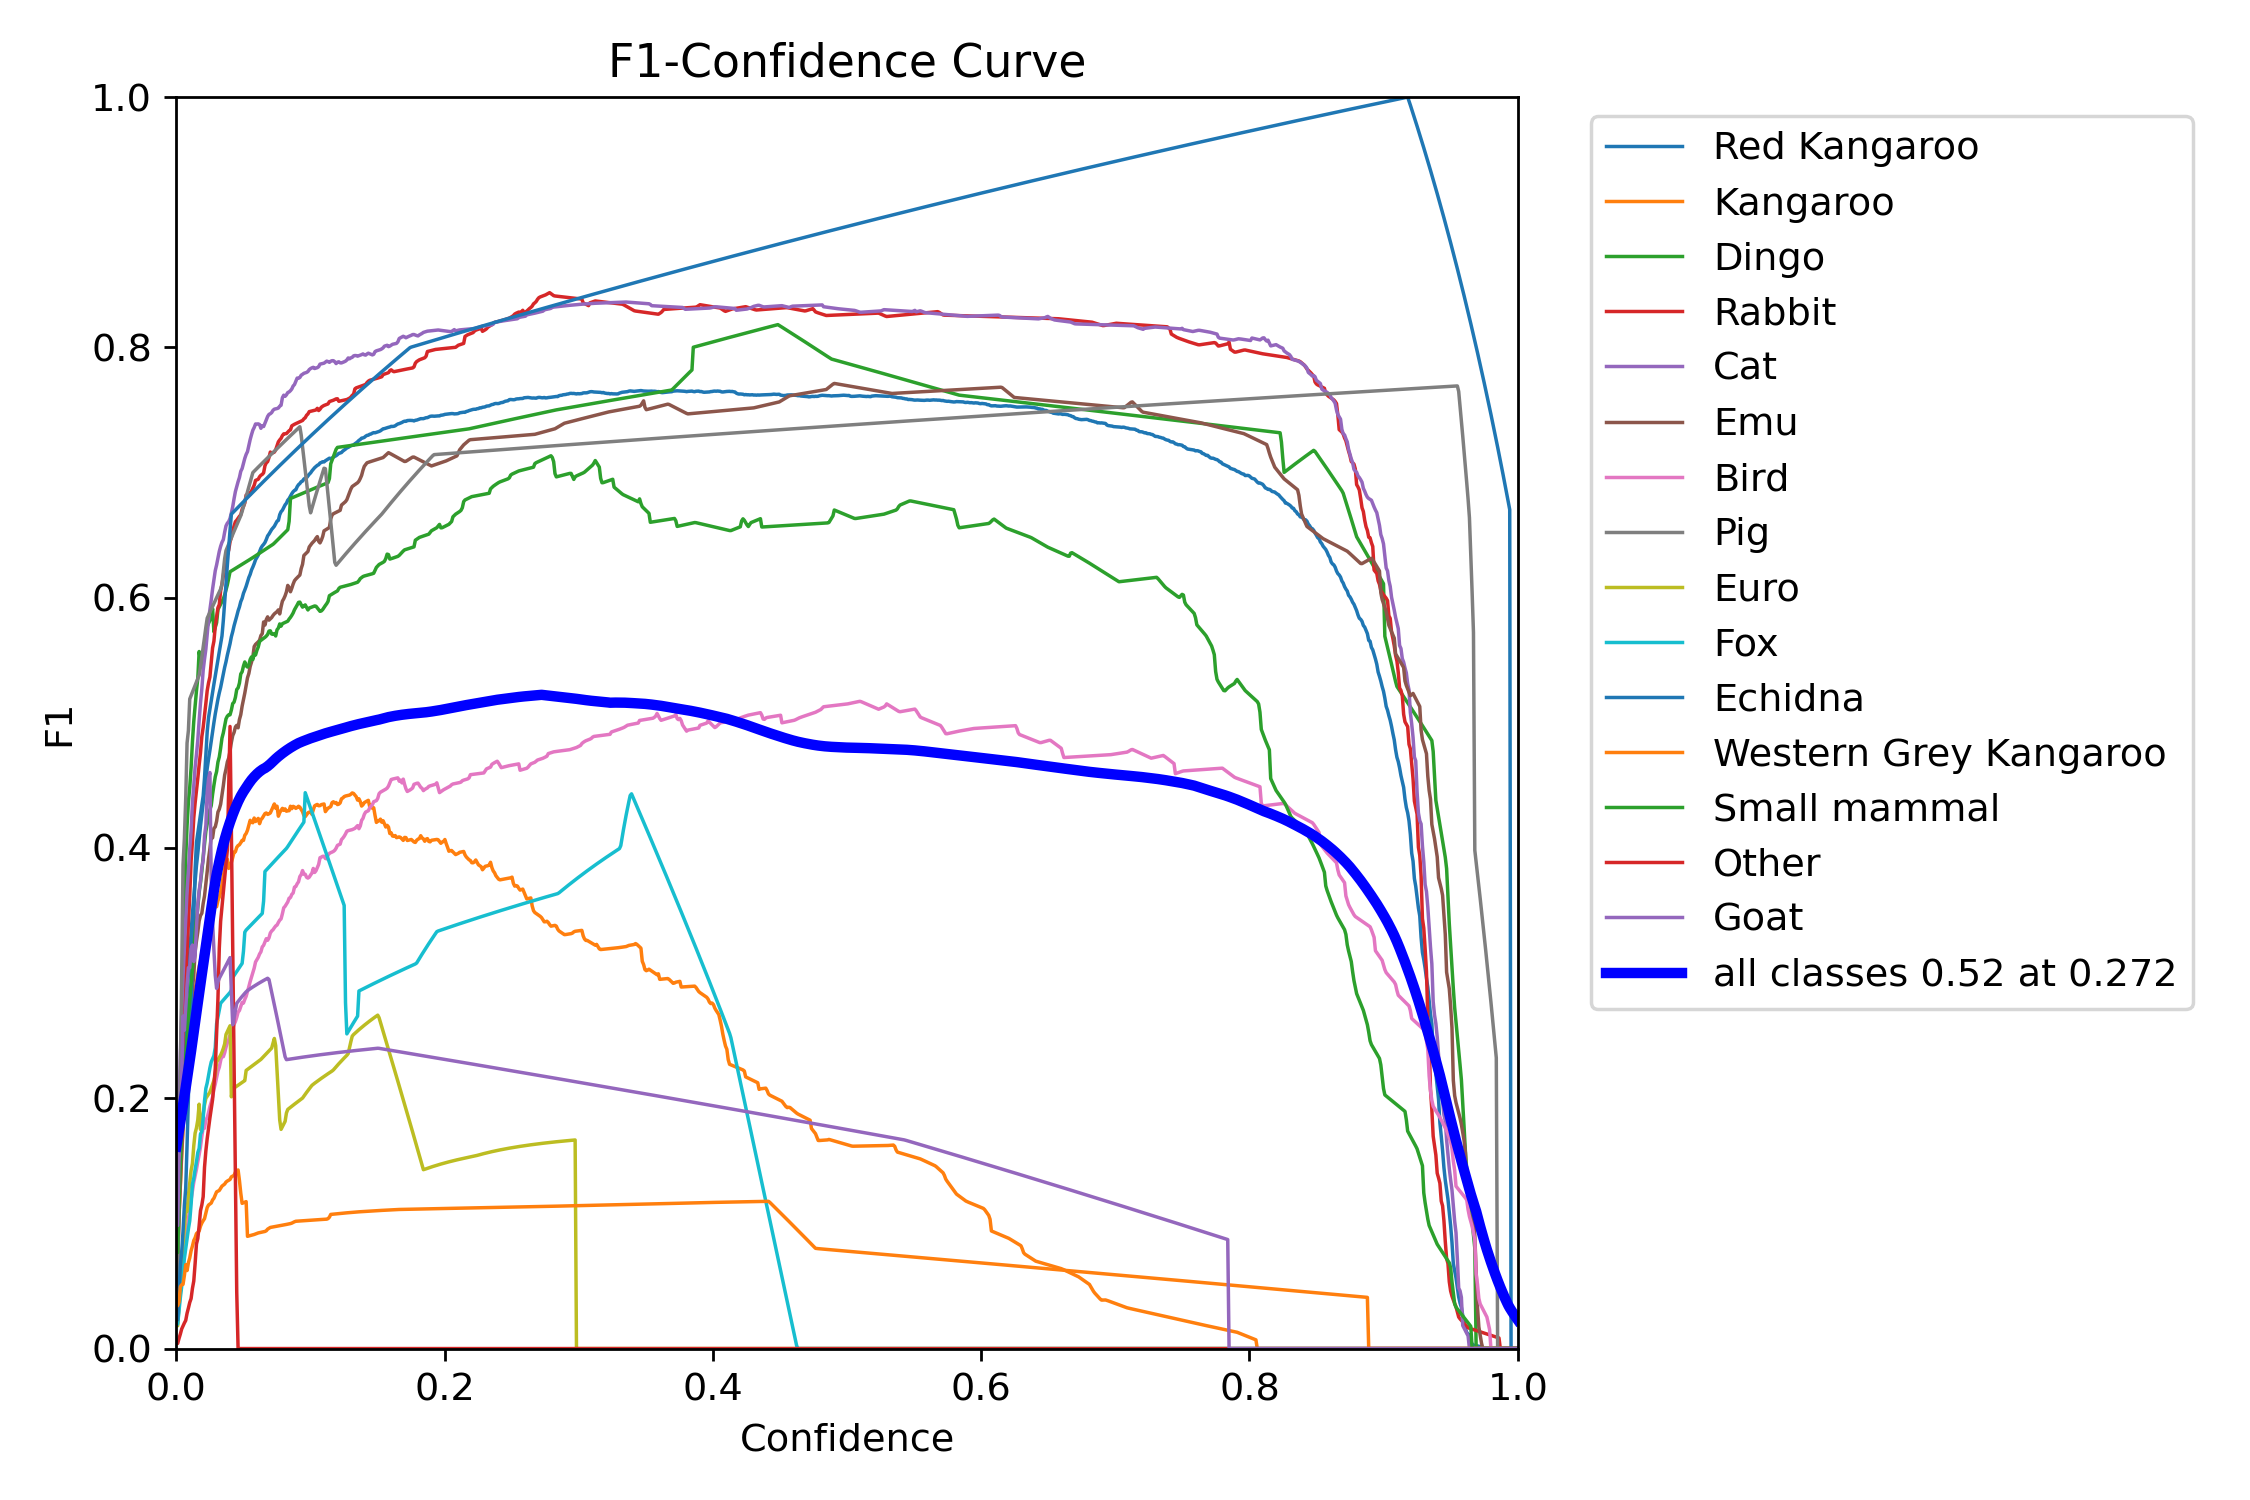 F1-Confidence Curve
1.0
0.8
0.6
0.4
0.2
0.0
F1
0.0 0.2 0.4 0.6 0.8 1.0
Confidence
Red Kangaroo
Kangaroo
Dingo
Rabbit
Cat
Emu
Bird
Pig
Euro
Fox
Echidna
Western Grey Kangaroo
Small mammal
Other
Goat
all classes 0.52 at 0.272